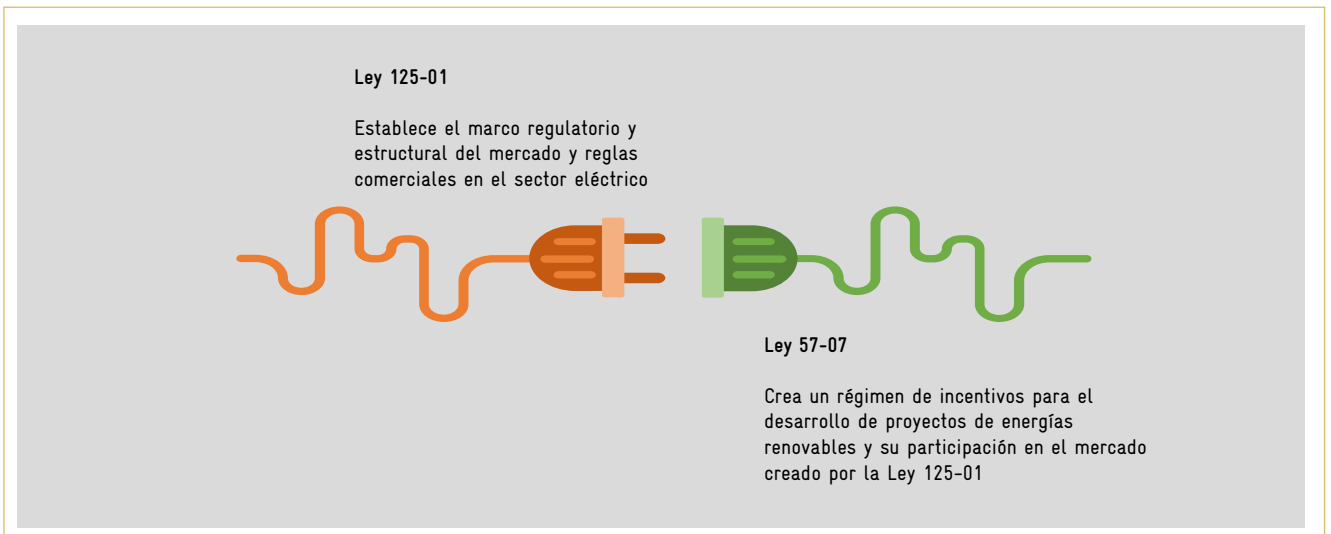 Ley 125-01
Establece el marco regulatorio y
estructural del mercado y reglas
comerciales en el sector eléctrico
Ley 57-07
Crea un régimen de incentivos para el
desarrollo de proyectos de energías
renovables y su participación en el mercado
creado por la Ley 125-01